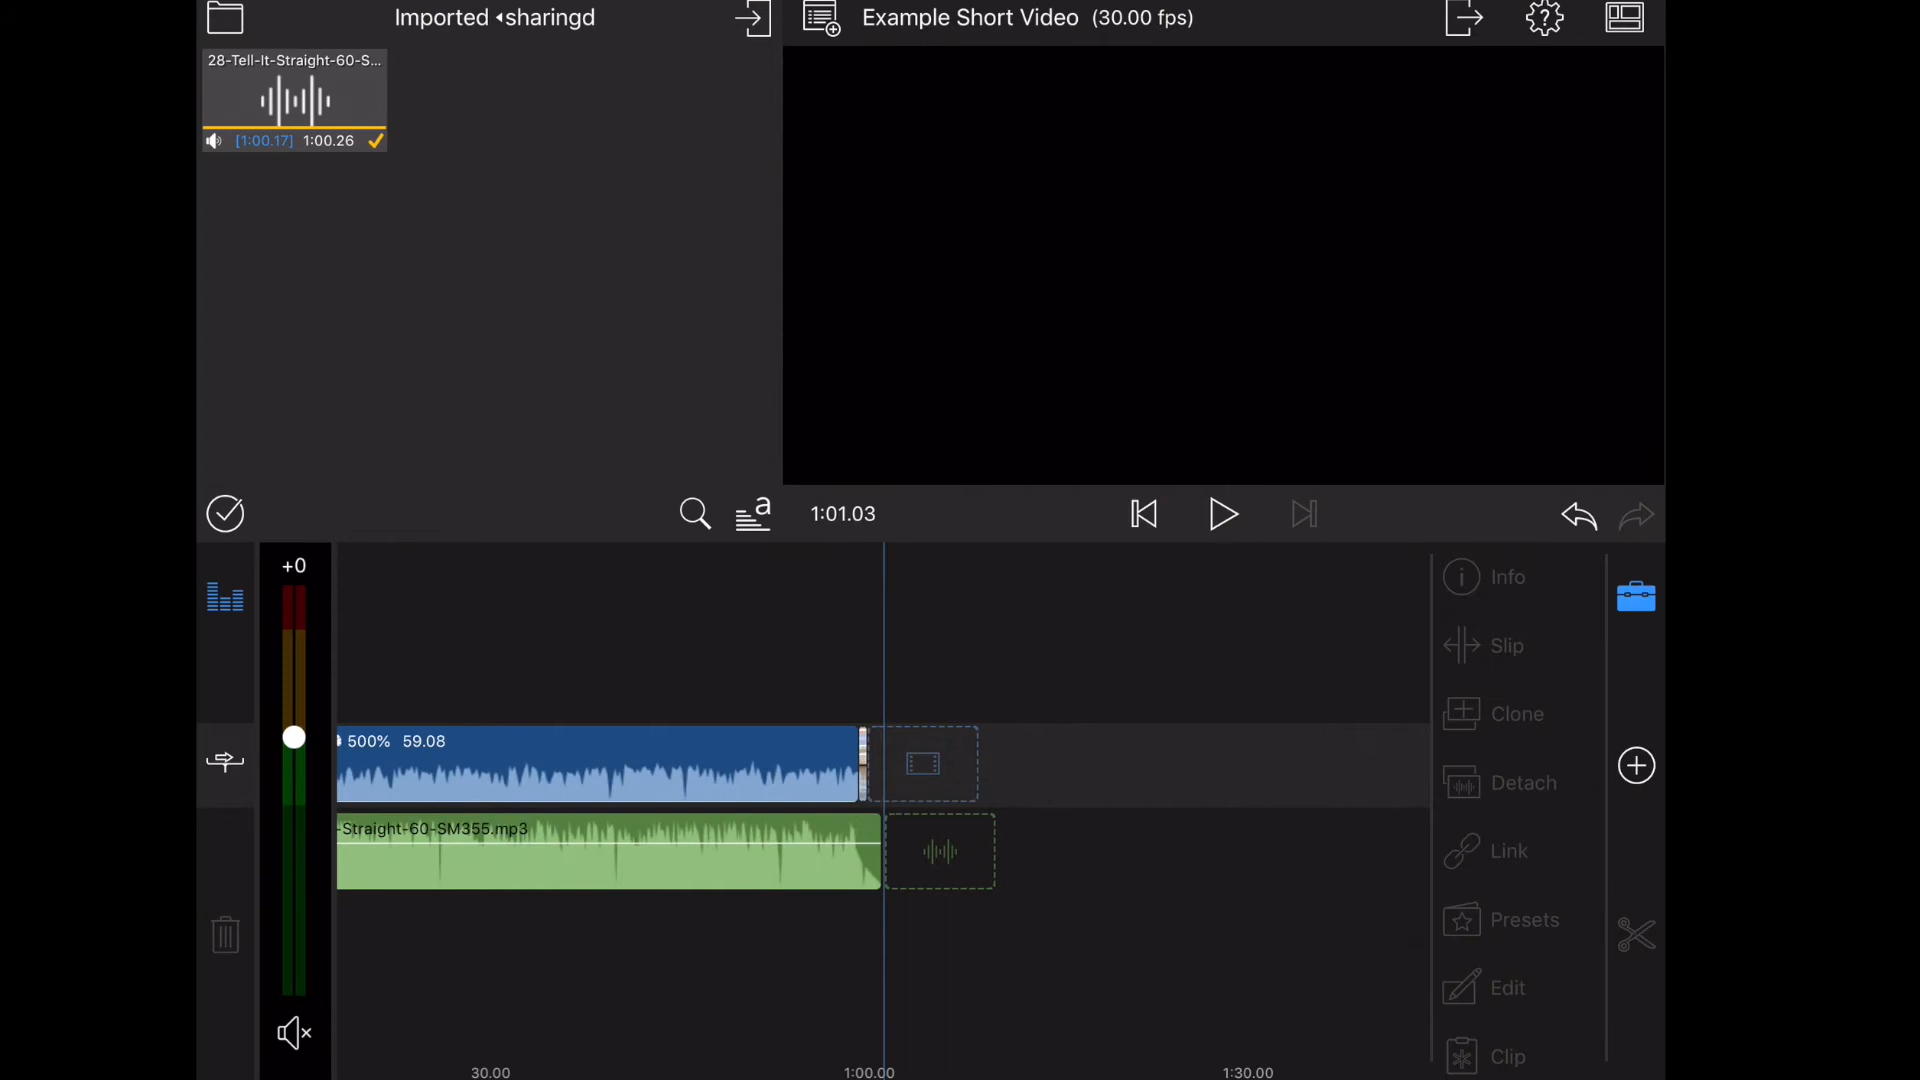 Imported ◂sharingd
Example Short Video (30.00 fps)
28-Tell-It-Straight-60-S...
[1:00.17] 1:00.26
a
1:01.03
+0
500% 59.08
-Straight-60-SM355.mp3
Info
Slip
Clone
Detach
Link
Presets
Edit
Clip
30.00
1:00.00
1:30.00